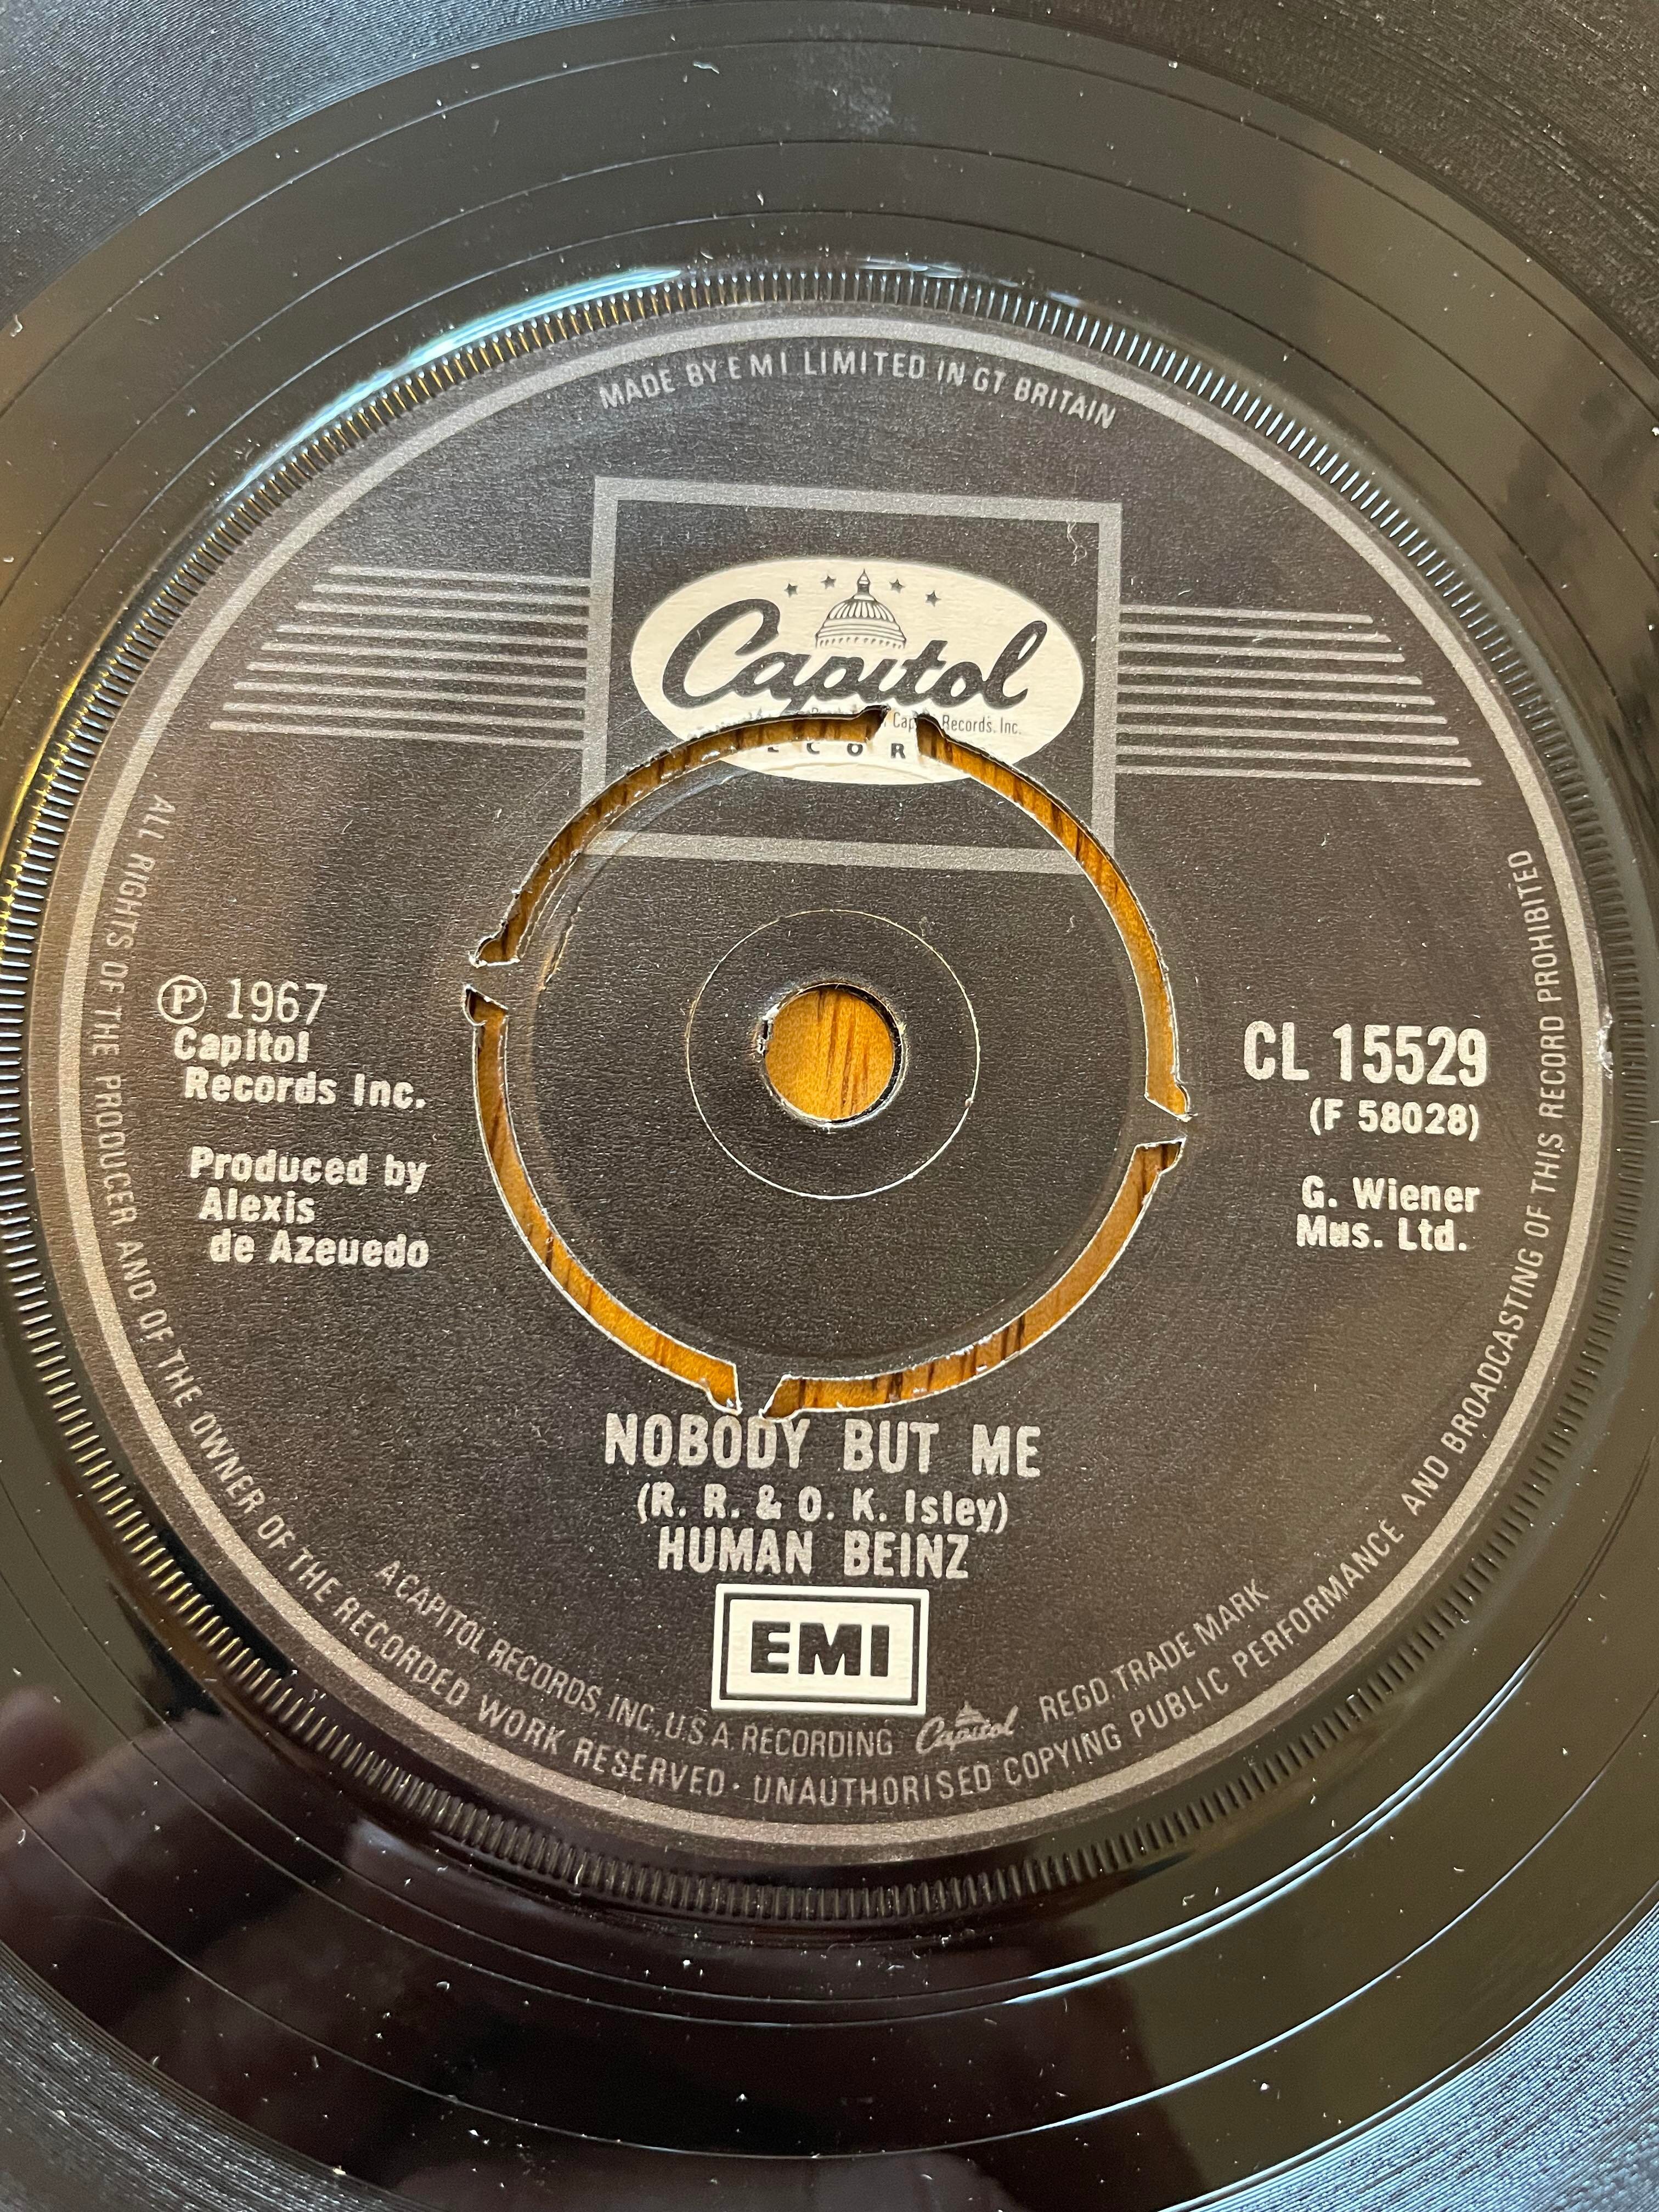 MADE BY EMI LIMITED IN GT BRITAIN
Capitol
Records, Inc.
℗ 1967
Capitol
Records Inc.
Produced by
Alexis
de Azeuedo
CL 15529
(F 58028)
G. Wiener
Mus. Ltd.
NOBODY BUT ME
(R. R. & O. K. Isley)
HUMAN BEINZ
EMI
A CAPITOL RECORDS, INC. U.S.A. RECORDING Capitol REGD. TRADE MARK
ALL RIGHTS OF THE PRODUCER AND OF THE OWNER OF THE RECORDED WORK RESERVED · UNAUTHORISED COPYING PUBLIC PERFORMANCE AND BROADCASTING OF THIS RECORD PROHIBITED